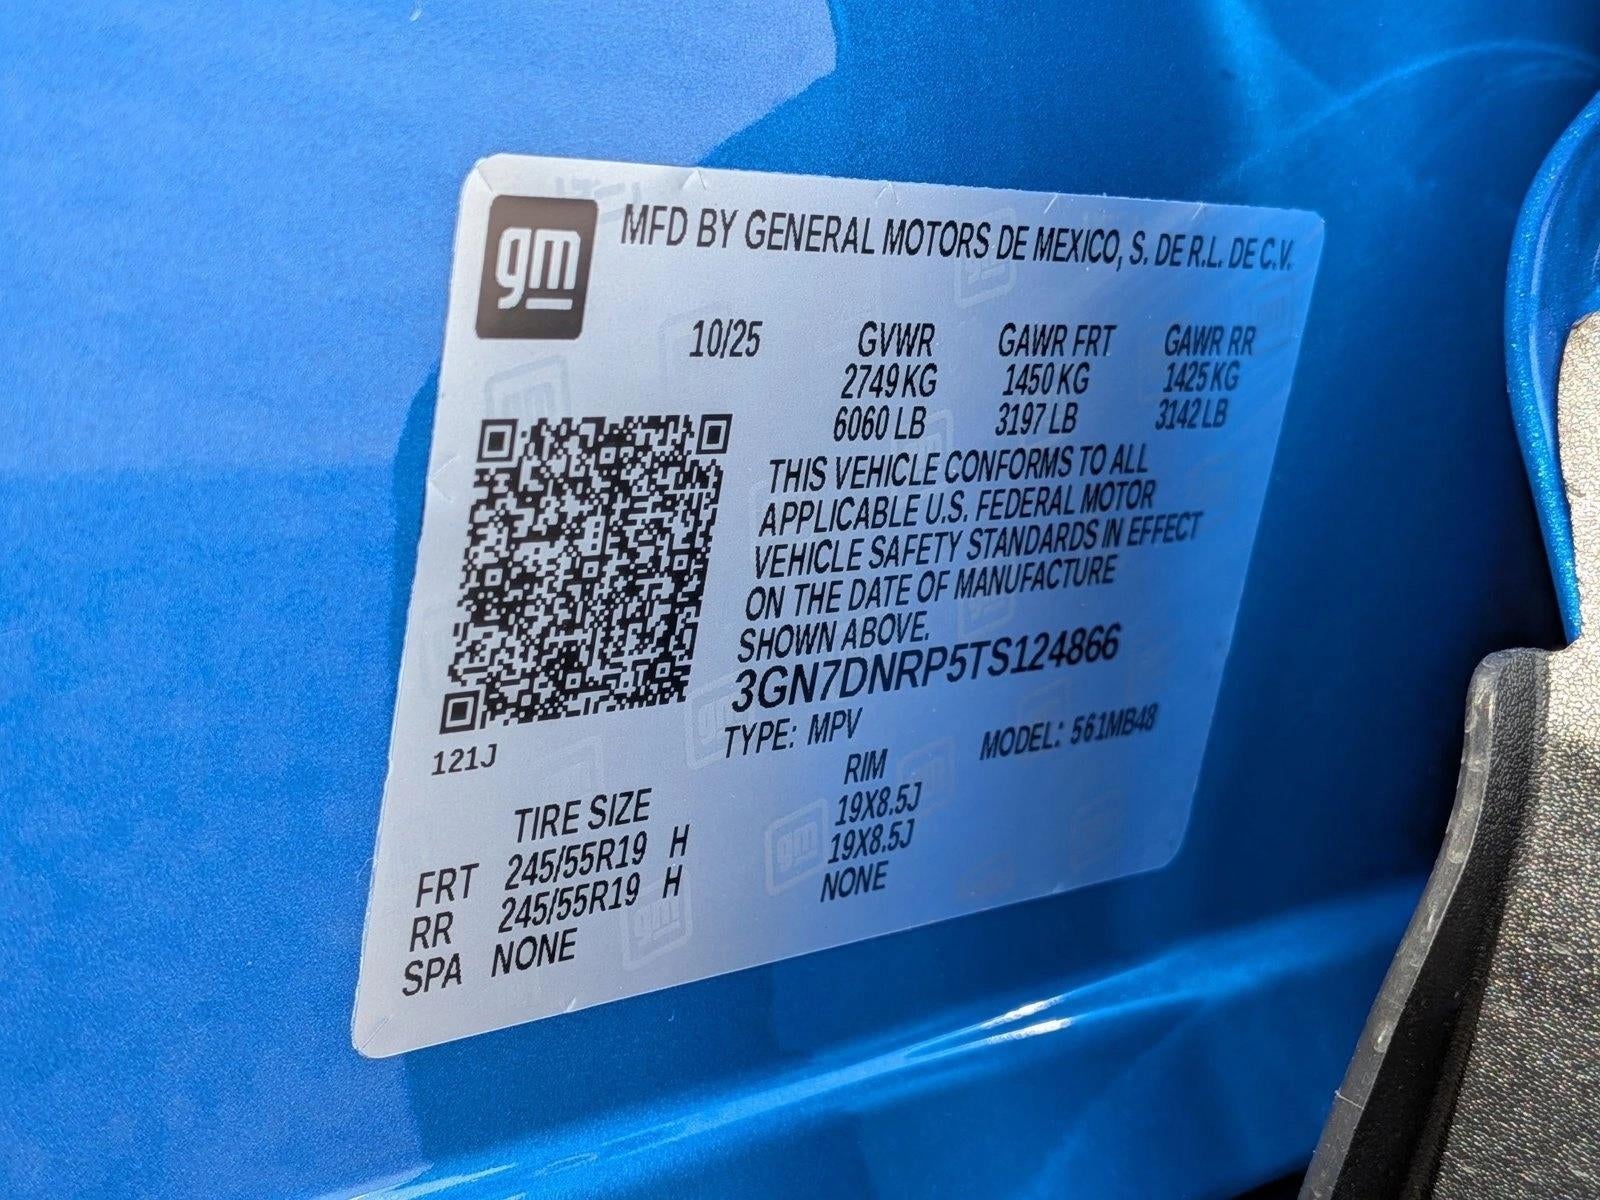 gm
MFD BY GENERAL MOTORS DE MEXICO, S. DE R.L. DE C.V.
10/25 GVWR GAWR FRT GAWR RR
2749 KG 1450 KG 1425 KG
6060 LB 3197 LB 3142 LB
THIS VEHICLE CONFORMS TO ALL
APPLICABLE U.S. FEDERAL MOTOR
VEHICLE SAFETY STANDARDS IN EFFECT
ON THE DATE OF MANUFACTURE
SHOWN ABOVE.
3GN7DNRP5TS124866
TYPE: MPV MODEL: 561MB48
121J
TIRE SIZE RIM
FRT 245/55R19 H 19X8.5J
RR 245/55R19 H 19X8.5J
SPA NONE NONE